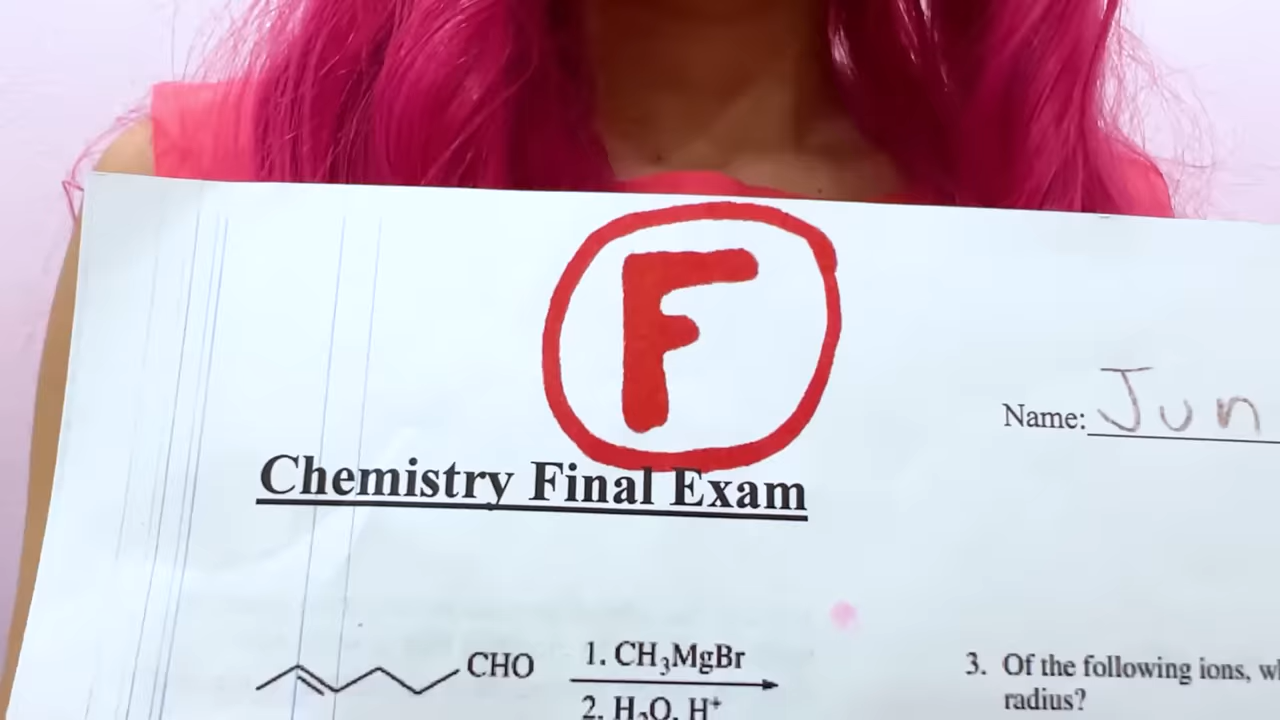 F
Name: Jun
Chemistry Final Exam
CHO
1. CH₃MgBr
2. H₂O, H⁺
3. Of the following ions,
radius?